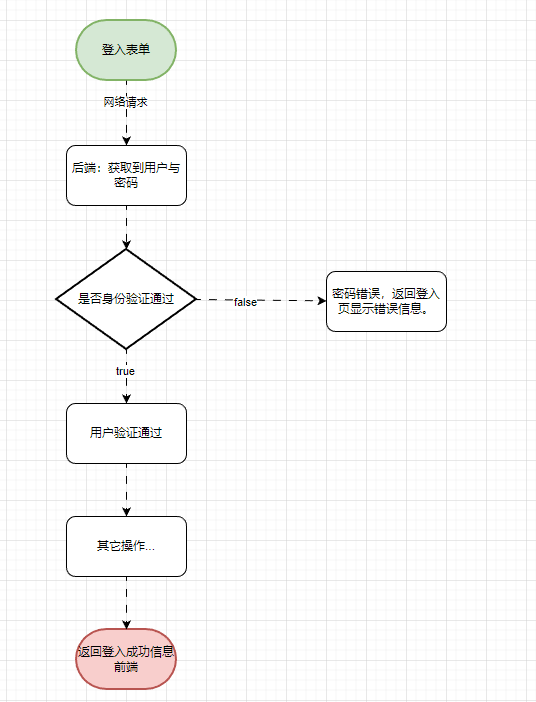 登入表单
网络请求
后端：获取到用户与
密码
是否身份验证通过
false
密码错误，返回登入
页显示错误信息。
true
用户验证通过
其它操作...
返回登入成功信息
前端